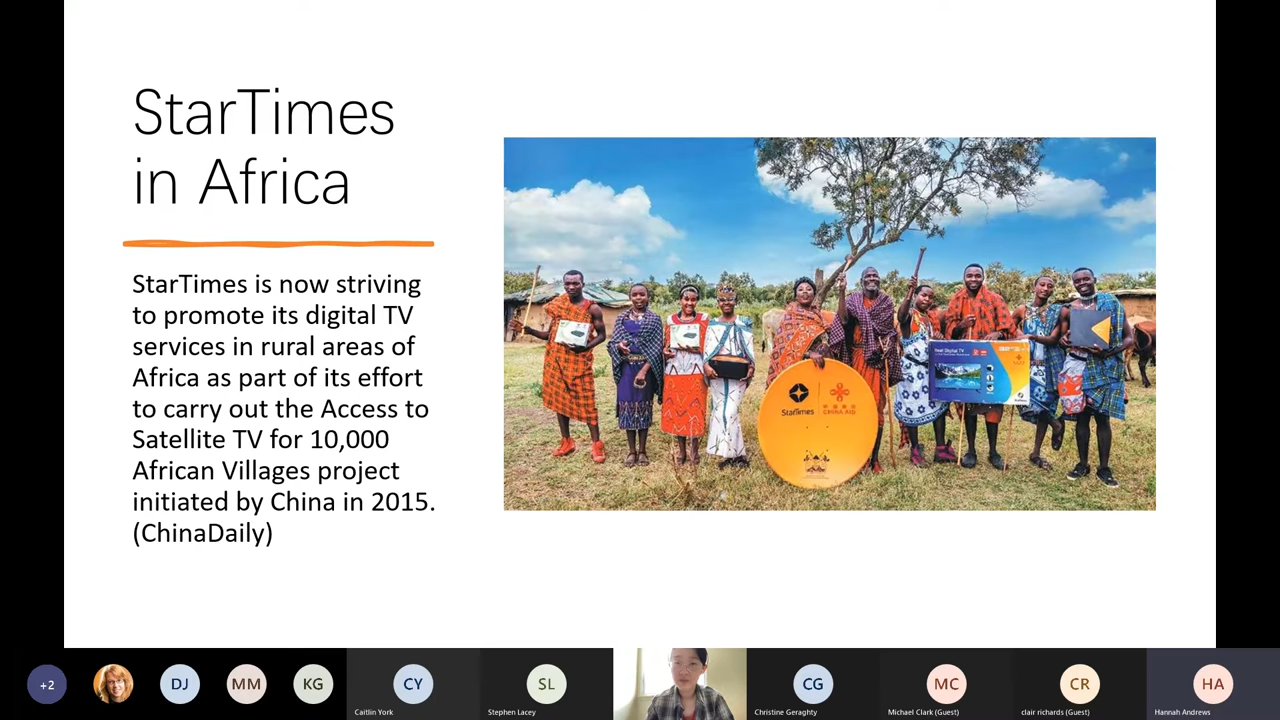 StarTimes
in Africa
StarTimes is now striving
to promote its digital TV
services in rural areas of
Africa as part of its effort
to carry out the Access to
Satellite TV for 10,000
African Villages project
initiated by China in 2015.
(ChinaDaily)
StarTimes
CHINA AID
+2
DJ
MM
KG
CY
Caitlin York
SL
Stephen Lacey
CG
Christine Geraghty
MC
Michael Clark (Guest)
CR
clair richards (Guest)
HA
Hannah Andrews